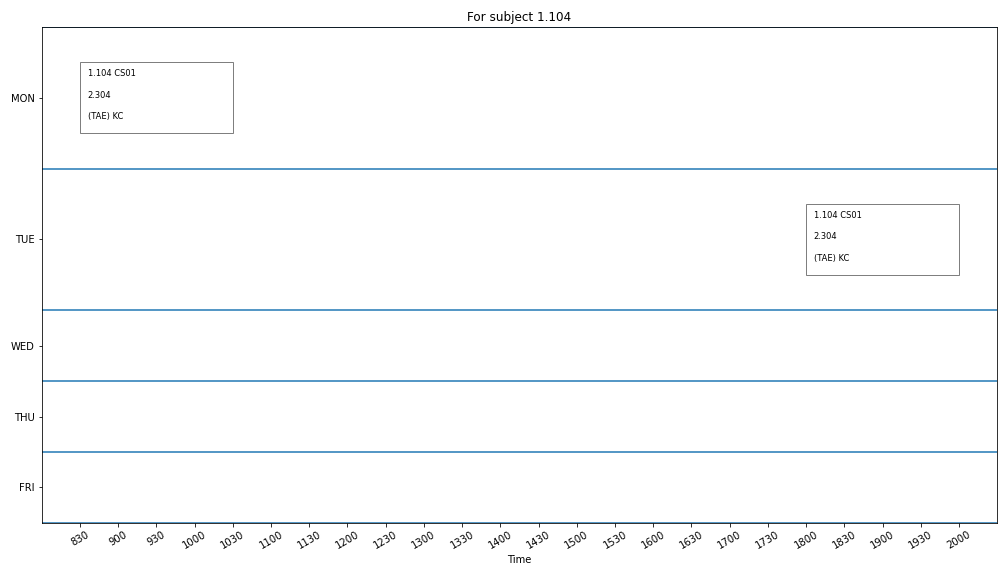 For subject 1.104
MON
1.104 CS01
2.304
(TAE) KC
TUE
1.104 CS01
2.304
(TAE) KC
WED
THU
FRI
830 900 930 1000 1030 1100 1130 1200 1230 1300 1330 1400 1430 1500 1530 1600 1630 1700 1730 1800 1830 1900 1930 2000
Time